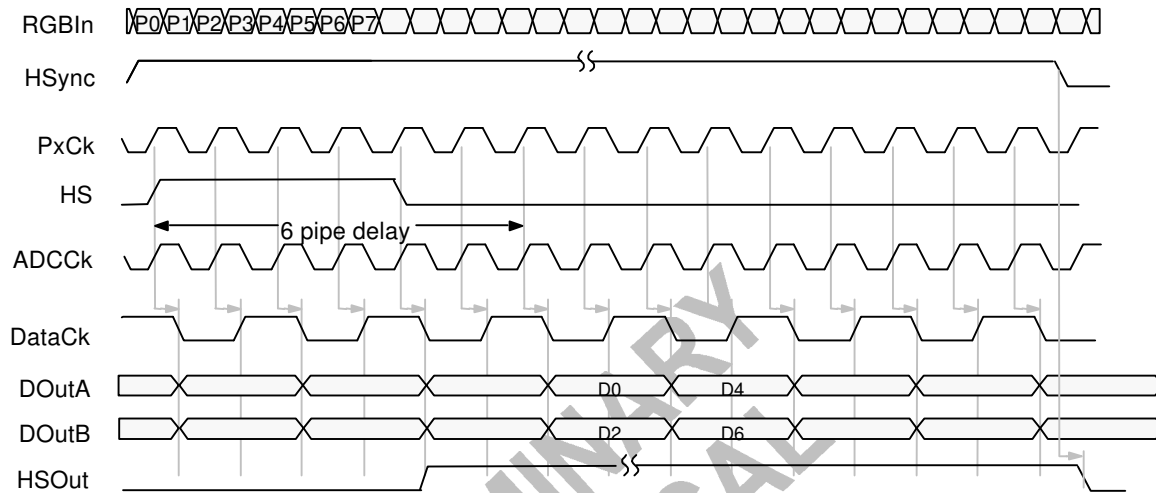 RGBIn P0 P1 P2 P3 P4 P5 P6 P7
HSync
PxCk
HS
6 pipe delay
ADCCk
DataCk
DOutA D0 D4
DOutB D2 D6
HSOut